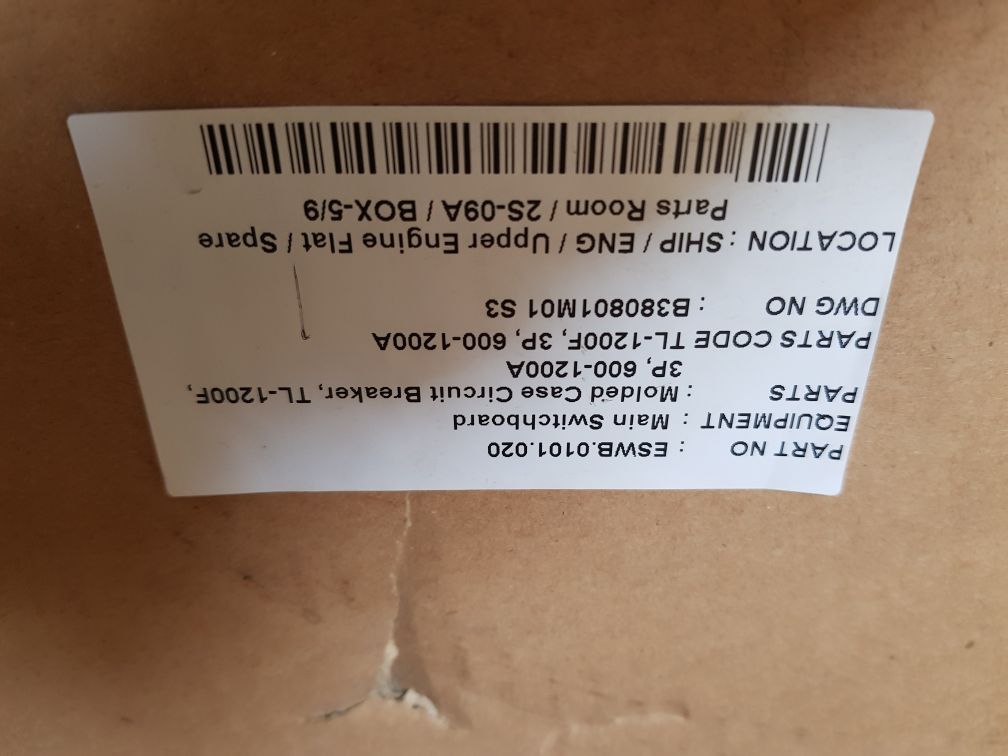 PART NO : ESWB.0101.020
EQUIPMENT : Main Switchboard
PARTS : Molded Case Circuit Breaker, TL-1200F,
3P, 600-1200A
PARTS CODE TL-1200F, 3P, 600-1200A
DWG NO : B380801M01 S3
LOCATION : SHIP / ENG / Upper Engine Flat / Spare
Parts Room / 2S-09A / BOX-5/9